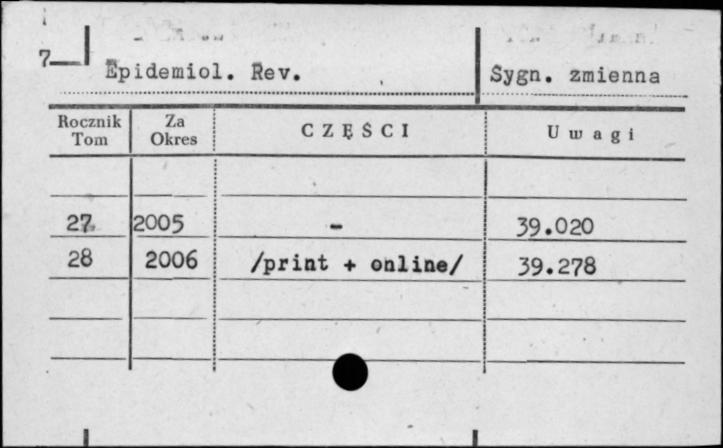 7
Epidemiol. Rev.
Sygn. zmienna
Rocznik Tom
Za Okres
CZĘŚCI
Uwagi
27 2005 - 39.020
28 2006 /print + online/ 39.278